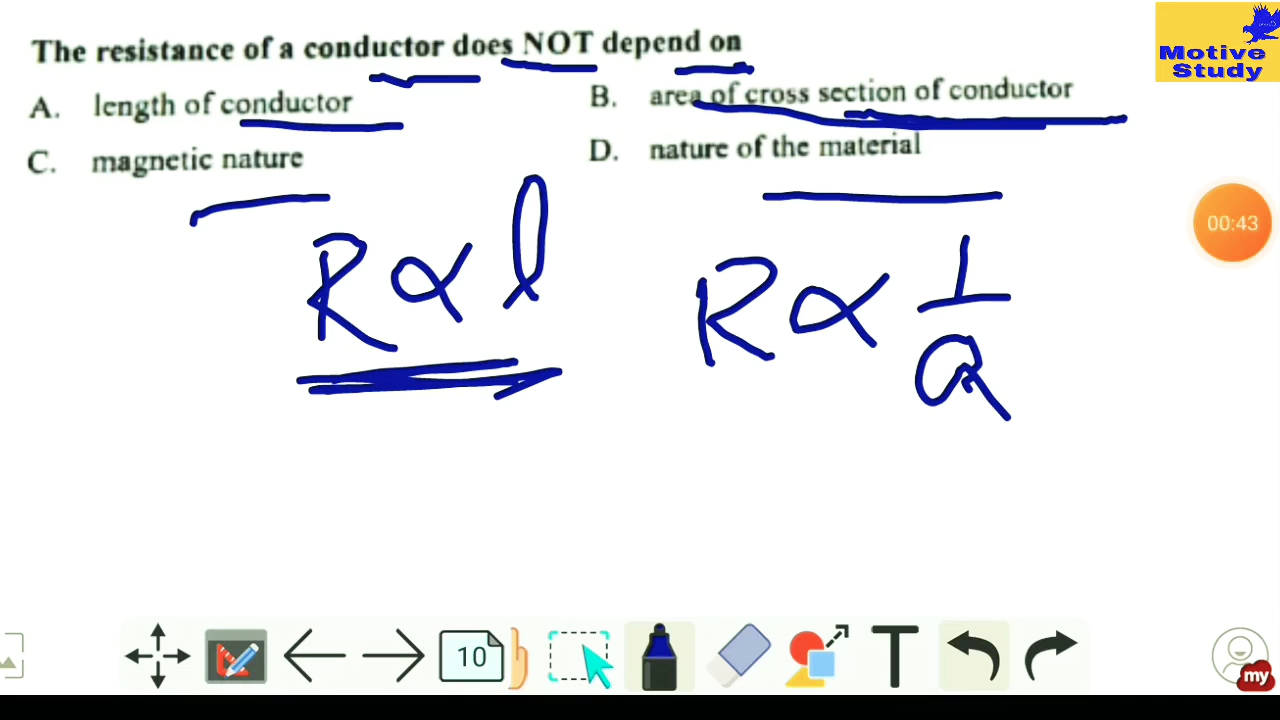 The resistance of a conductor does NOT depend on
A. length of conductor
B. area of cross section of conductor
C. magnetic nature
D. nature of the material
R ∝ l
R ∝ 1/a
Motive
Study
00:43
10
T
my